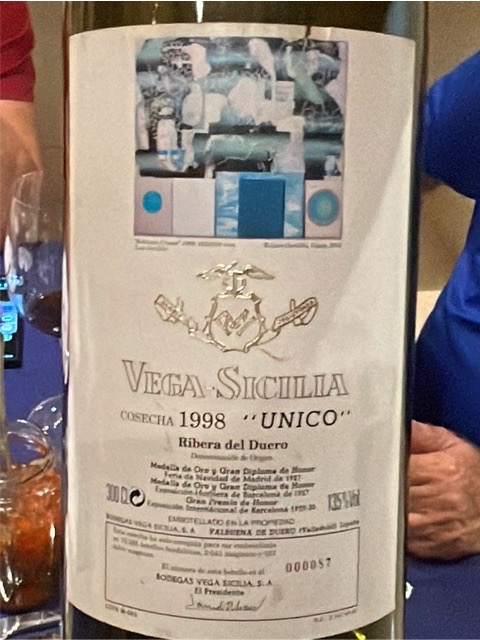 VEGA-SICILIA
COSECHA 1998 "UNICO"
Ribera del Duero
Denominación de Origen
Medalla de Oro y Gran Diploma de Honor
Feria de Navidad de Madrid de 1927
Medalla de Oro y Gran Diploma de Honor
Exposición Hostelera de Barcelona de 1927
Gran Premio de Honor
Exposición Internacional de Barcelona 1929-30
300 Cl. 13,5% Vol.
EMBOTELLADO EN LA PROPIEDAD
BODEGAS VEGA SICILIA, S.A. VALBUENA DE DUERO (Valladolid) España
El número de esta botella es el 000087
BODEGAS VEGA SICILIA, S.A.
El Presidente